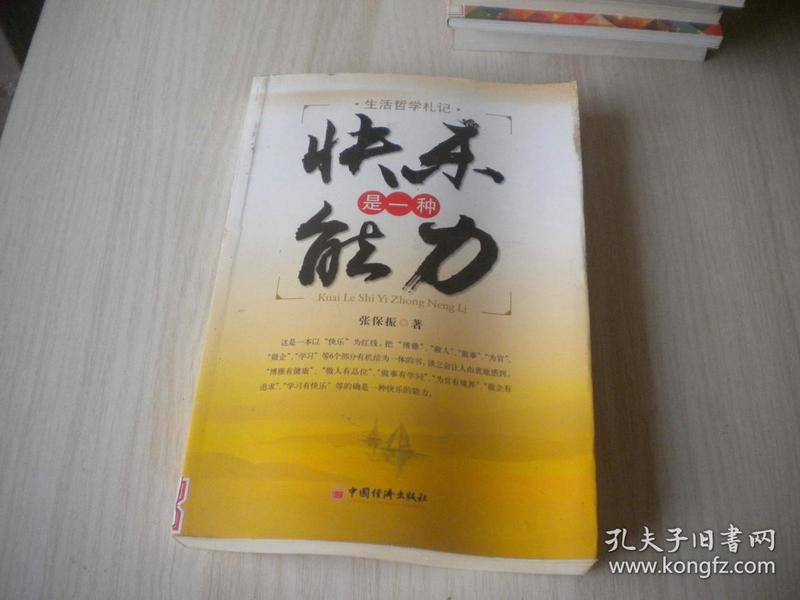 ·生活哲学札记·
快乐
是一种
能力
Kuai Le Shi Yi Zhong Neng Li
张保振 著
这是一本以“快乐”为红线，把“博雅”、“做人”、“做事”、“为官”、
“做企”、“学习”等6个部分有机结为一体的书。读之会让人由衷地感到，
“博雅有健康”、“做人有品位”、“做事有学问”、“为官有境界”、“做企有
追求”、“学习有快乐”等的确是一种快乐的能力。
中国经济出版社
孔夫子旧书网
www.kongfz.com